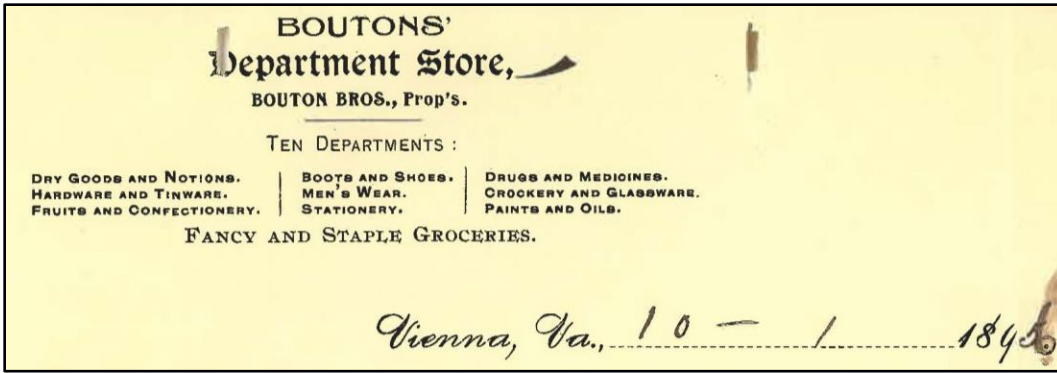 BOUTONS'
Department Store,
BOUTON BROS., Prop's.
TEN DEPARTMENTS :
DRY GOODS AND NOTIONS.
HARDWARE AND TINWARE.
FRUITS AND CONFECTIONERY.
BOOTS AND SHOES.
MEN'S WEAR.
STATIONERY.
DRUGS AND MEDICINES.
CROCKERY AND GLASSWARE.
PAINTS AND OILS.
FANCY AND STAPLE GROCERIES.
Vienna, Va., 10 — 1